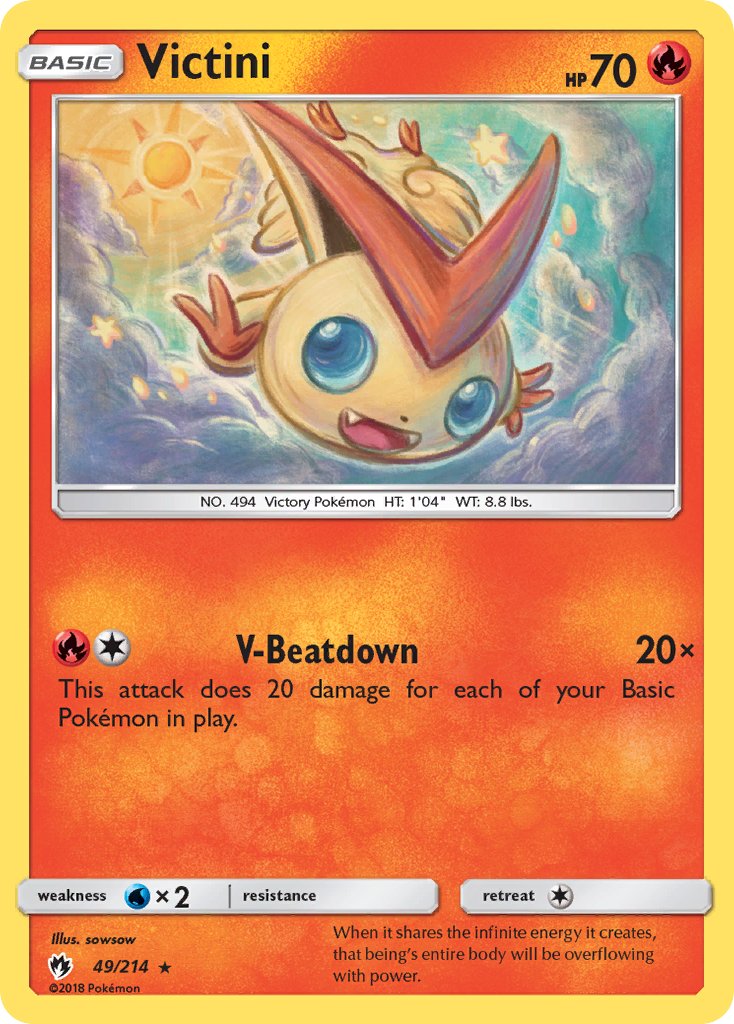 BASIC Victini HP 70
NO. 494 Victory Pokémon HT: 1'04" WT: 8.8 lbs.
V-Beatdown 20×
This attack does 20 damage for each of your Basic
Pokémon in play.
weakness ×2 resistance retreat
Illus. sowsow
49/214 ★
©2018 Pokémon
When it shares the infinite energy it creates,
that being's entire body will be overflowing
with power.